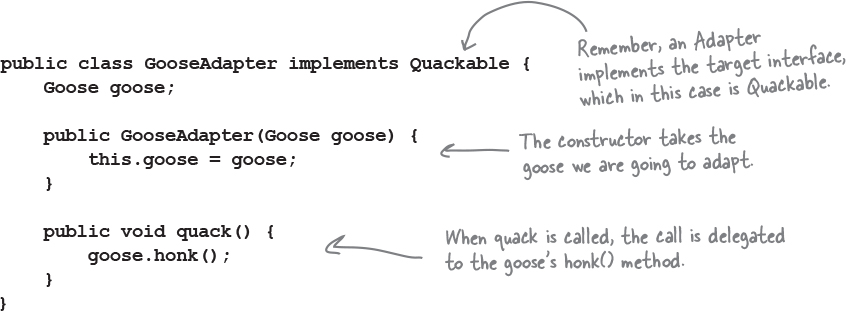 public class GooseAdapter implements Quackable {
Goose goose;
public GooseAdapter(Goose goose) {
this.goose = goose;
}
public void quack() {
goose.honk();
}
}
Remember, an Adapter
implements the target interface,
which in this case is Quackable.
The constructor takes the
goose we are going to adapt.
When quack is called, the call is delegated
to the goose's honk() method.